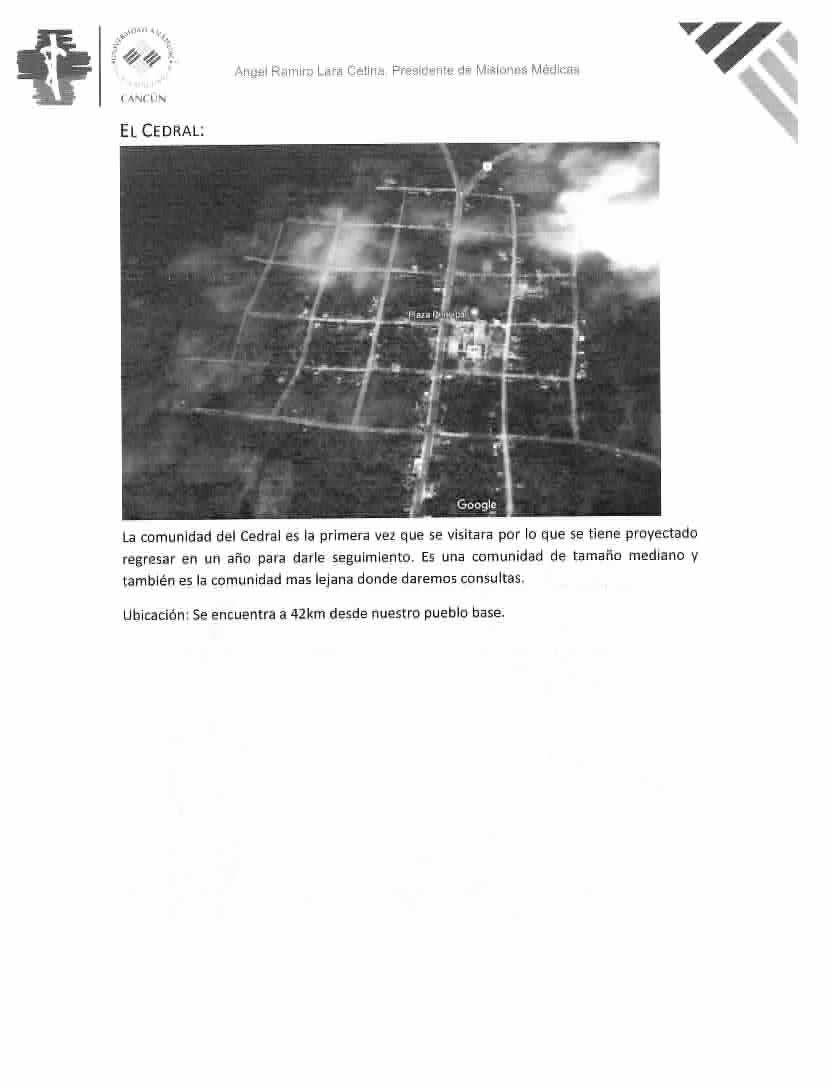 UNIVERSIDAD ANÁHUAC
CANCÚN
Angel Ramiro Lara Cetina. Presidente de Misiones Médicas
EL CEDRAL:
Plaza
Google
La comunidad del Cedral es la primera vez que se visitara por lo que se tiene proyectado
regresar en un año para darle seguimiento. Es una comunidad de tamaño mediano y
también es la comunidad mas lejana donde daremos consultas.
Ubicación: Se encuentra a 42km desde nuestro pueblo base.